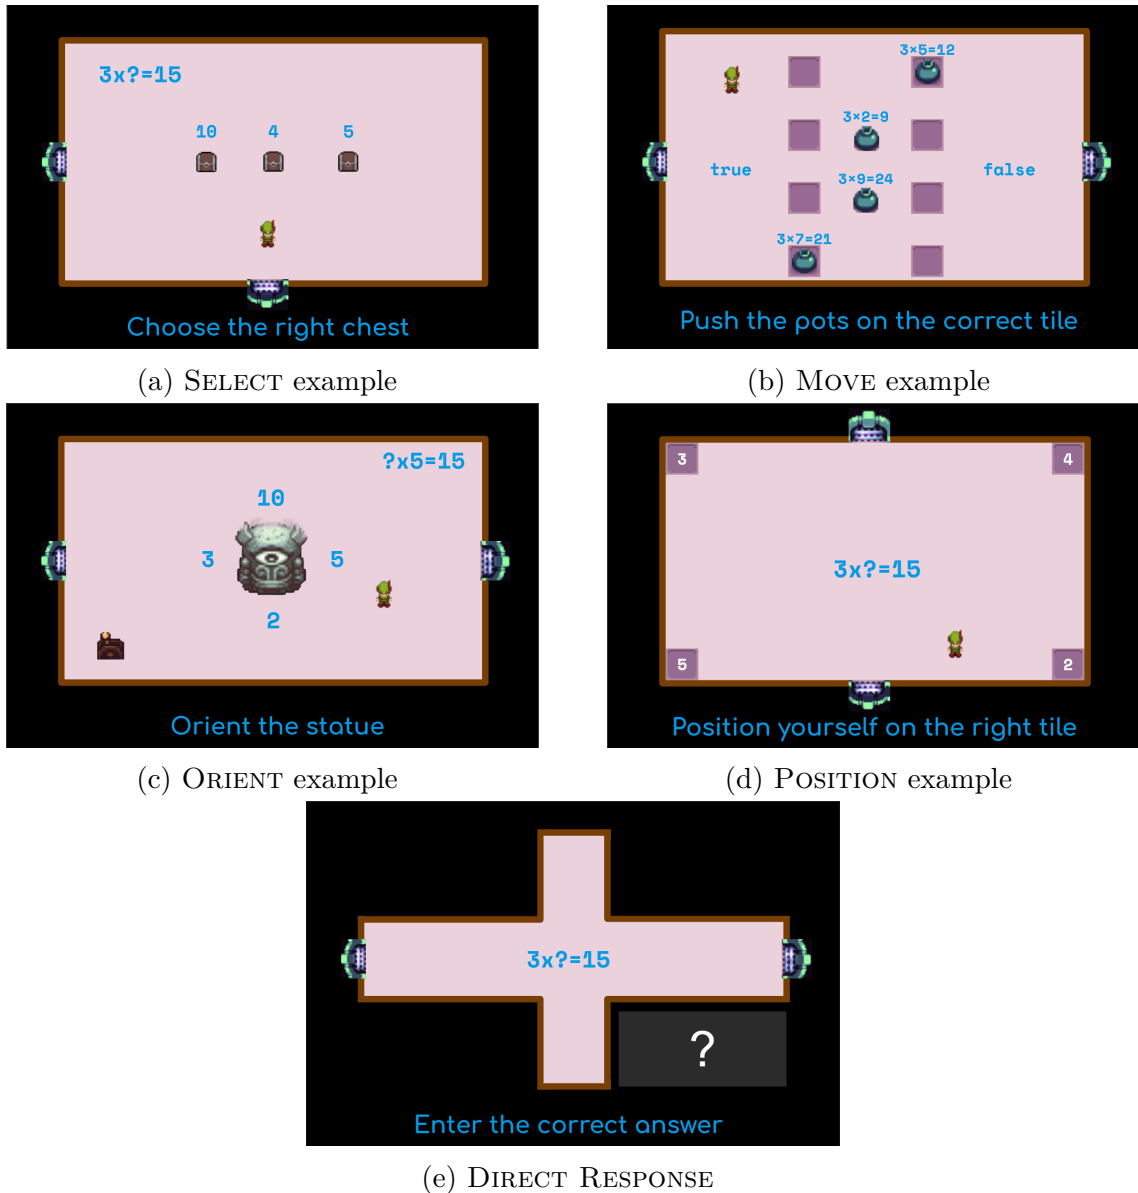 3x?=15
10 4 5
Choose the right chest
(a) SELECT example
3×5=12
3×2=9
true false
3×9=24
3×7=21
Push the pots on the correct tile
(b) MOVE example
?x5=15
10
3 5
2
Orient the statue
(c) ORIENT example
3 4
3x?=15
5 2
Position yourself on the right tile
(d) POSITION example
3x?=15
?
Enter the correct answer
(e) DIRECT RESPONSE